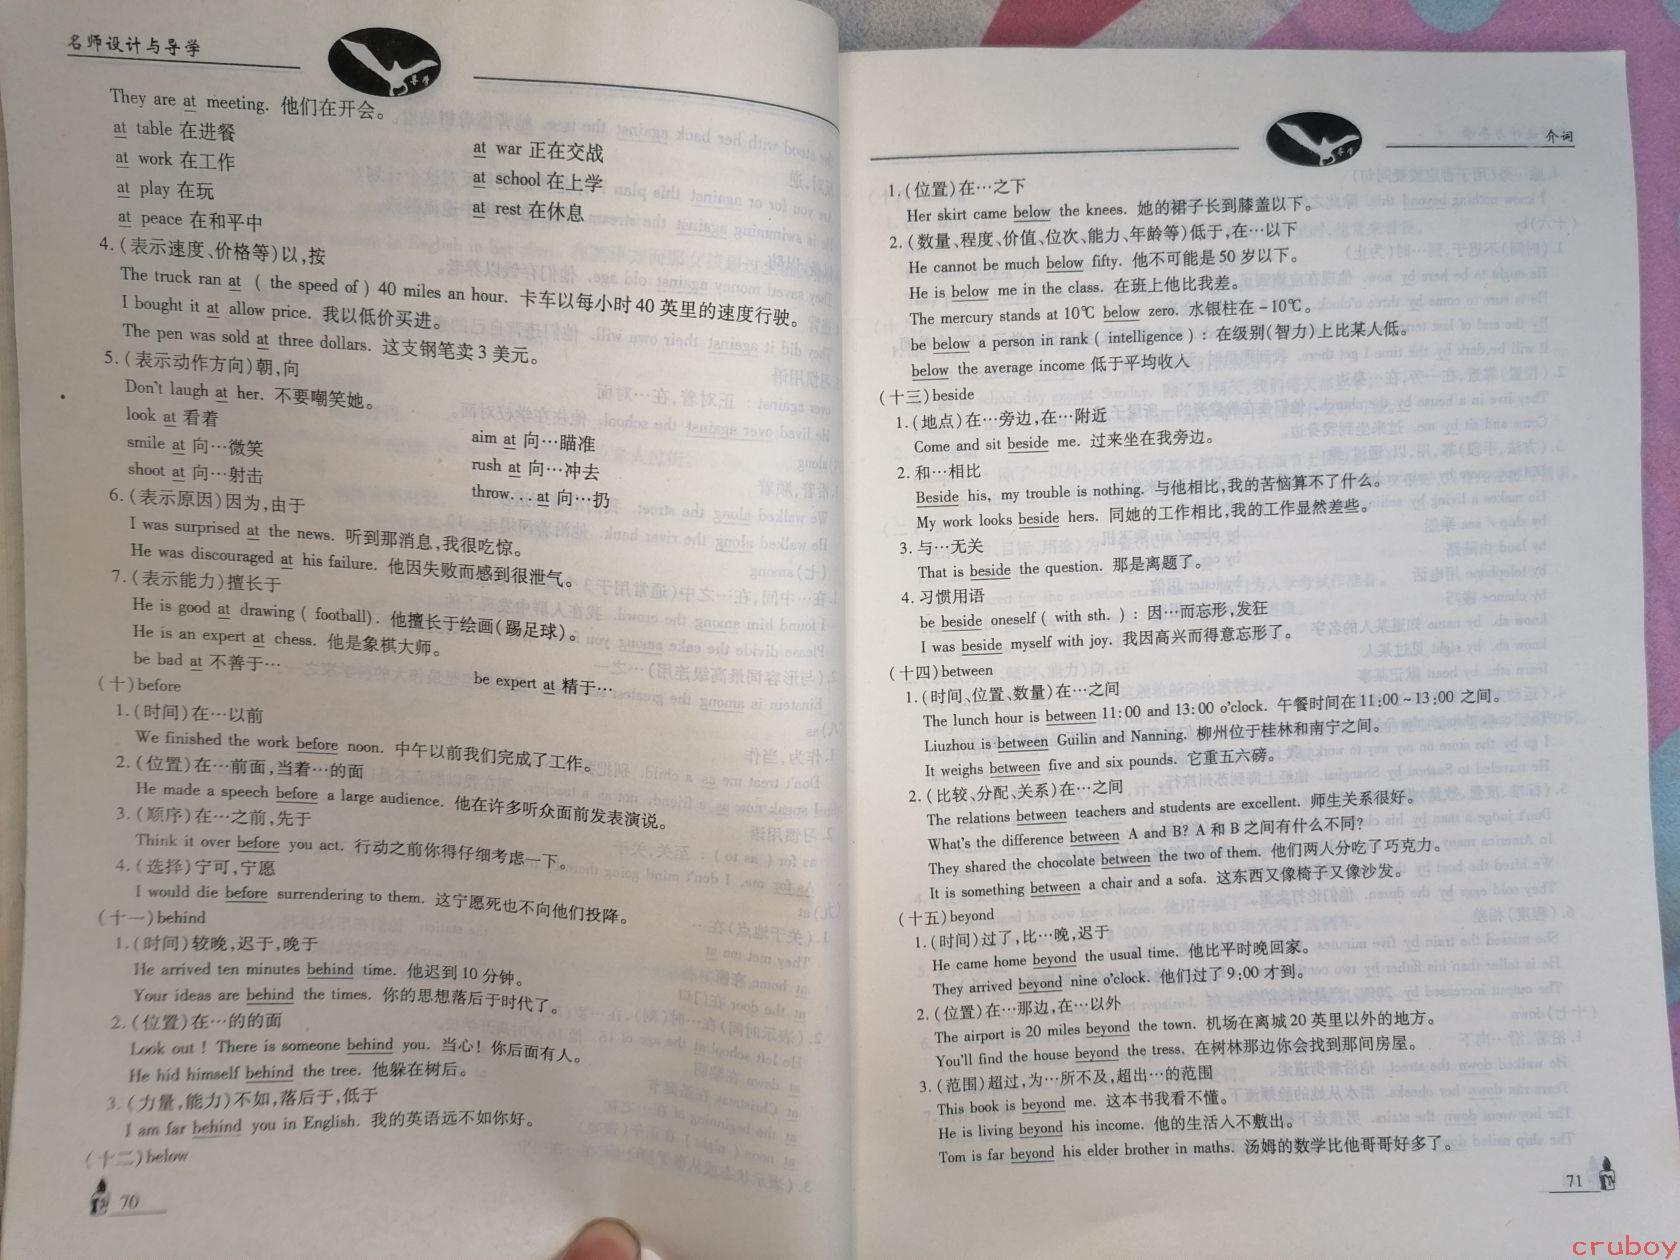 名师设计与导学
They are at meeting. 他们在开会。
at table 在进餐
at work 在工作
at war 正在交战
at play 在玩
at school 在上学
at peace 在和平中
at rest 在休息
4.(表示速度、价格等)以,按
The truck ran at ( the speed of ) 40 miles an hour. 卡车以每小时 40 英里的速度行驶。
I bought it at allow price. 我以低价买进。
The pen was sold at three dollars. 这支钢笔卖 3 美元。
5.(表示动作方向)朝,向
Don't laugh at her. 不要嘲笑她。
look at 看着
smile at 向…微笑
aim at 向…瞄准
shoot at 向…射击
rush at 向…冲去
throw...at 向…扔
6.(表示原因)因为,由于
I was surprised at the news. 听到那消息,我很吃惊。
He was discouraged at his failure. 他因失败而感到很泄气。
7.(表示能力)擅长于
He is good at drawing ( football). 他擅长于绘画(踢足球)。
He is an expert at chess. 他是象棋大师。
be bad at 不善于…
be expert at 精于…
(十)before
1.(时间)在…以前
We finished the work before noon. 中午以前我们完成了工作。
2.(位置)在…前面,当着…的面
He made a speech before a large audience. 他在许多听众面前发表演说。
3.(顺序)在…之前,先于
Think it over before you act. 行动之前你得仔细考虑一下。
4.(选择)宁可,宁愿
I would die before surrendering to them. 这宁愿死也不向他们投降。
(十一)behind
1.(时间)较晚,迟于,晚于
He arrived ten minutes behind time. 他迟到 10 分钟。
Your ideas are behind the times. 你的思想落后于时代了。
2.(位置)在…的的面
Look out ! There is someone behind you. 当心! 你后面有人。
He hid himself behind the tree. 他躲在树后。
3.(力量,能力)不如,落后于,低于
I am far behind you in English. 我的英语远不如你好。
(十二)below
70
介词
1.(位置)在…之下
Her skirt came below the knees. 她的裙子长到膝盖以下。
2.(数量、程度、价值、位次、能力、年龄等)低于,在…以下
He cannot be much below fifty. 他不可能是 50 岁以下。
He is below me in the class. 在班上他比我差。
The mercury stands at 10℃ below zero. 水银柱在 -10℃。
be below a person in rank ( intelligence ) : 在级别(智力)上比某人低。
below the average income 低于平均收入
(十三)beside
1.(地点)在…旁边,在…附近
Come and sit beside me. 过来坐在我旁边。
2. 和…相比
Beside his, my trouble is nothing. 与他相比,我的苦恼算不了什么。
My work looks beside hers. 同她的工作相比,我的工作显然差些。
3. 与…无关
That is beside the question. 那是离题了。
4. 习惯用语
be beside oneself ( with sth. ) : 因…而忘形,发狂
I was beside myself with joy. 我因高兴而得意忘形了。
(十四)between
1.(时间、位置、数量)在…之间
The lunch hour is between 11:00 and 13:00 o'clock. 午餐时间在 11:00~13:00 之间。
Liuzhou is between Guilin and Nanning. 柳州位于桂林和南宁之间。
It weighs between five and six pounds. 它重五六磅。
2.(比较、分配、关系)在…之间
The relations between teachers and students are excellent. 师生关系很好。
What's the difference between A and B? A 和 B 之间有什么不同?
They shared the chocolate between the two of them. 他们两人分吃了巧克力。
It is something between a chair and a sofa. 这东西又像椅子又像沙发。
(十五)beyond
1.(时间)过了,比…晚,迟于
He came home beyond the usual time. 他比平时晚回家。
They arrived beyond nine o'clock. 他们过了 9:00 才到。
2.(位置)在…那边,在…以外
The airport is 20 miles beyond the town. 机场在离城 20 英里以外的地方。
You'll find the house beyond the tress. 在树林那边你会找到那间房屋。
3.(范围)超过,为…所不及,超出…的范围
This book is beyond me. 这本书我看不懂。
He is living beyond his income. 他的生活入不敷出。
Tom is far beyond his elder brother in maths. 汤姆的数学比他哥哥好多了。
71
cruboy